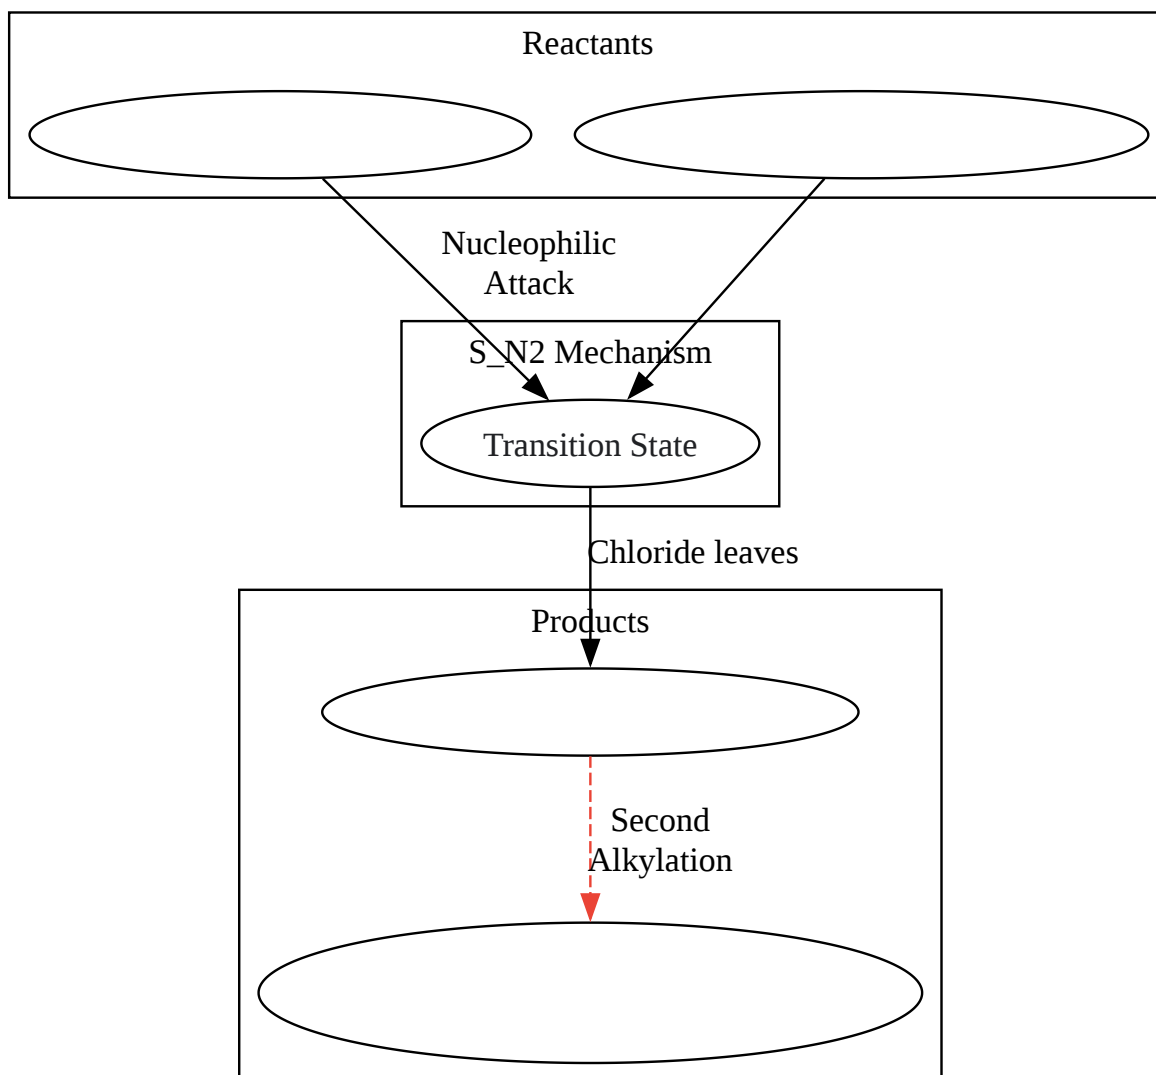 Reactants
Nucleophilic
Attack
S_N2 Mechanism
Transition State
Chloride leaves
Products
Second
Alkylation